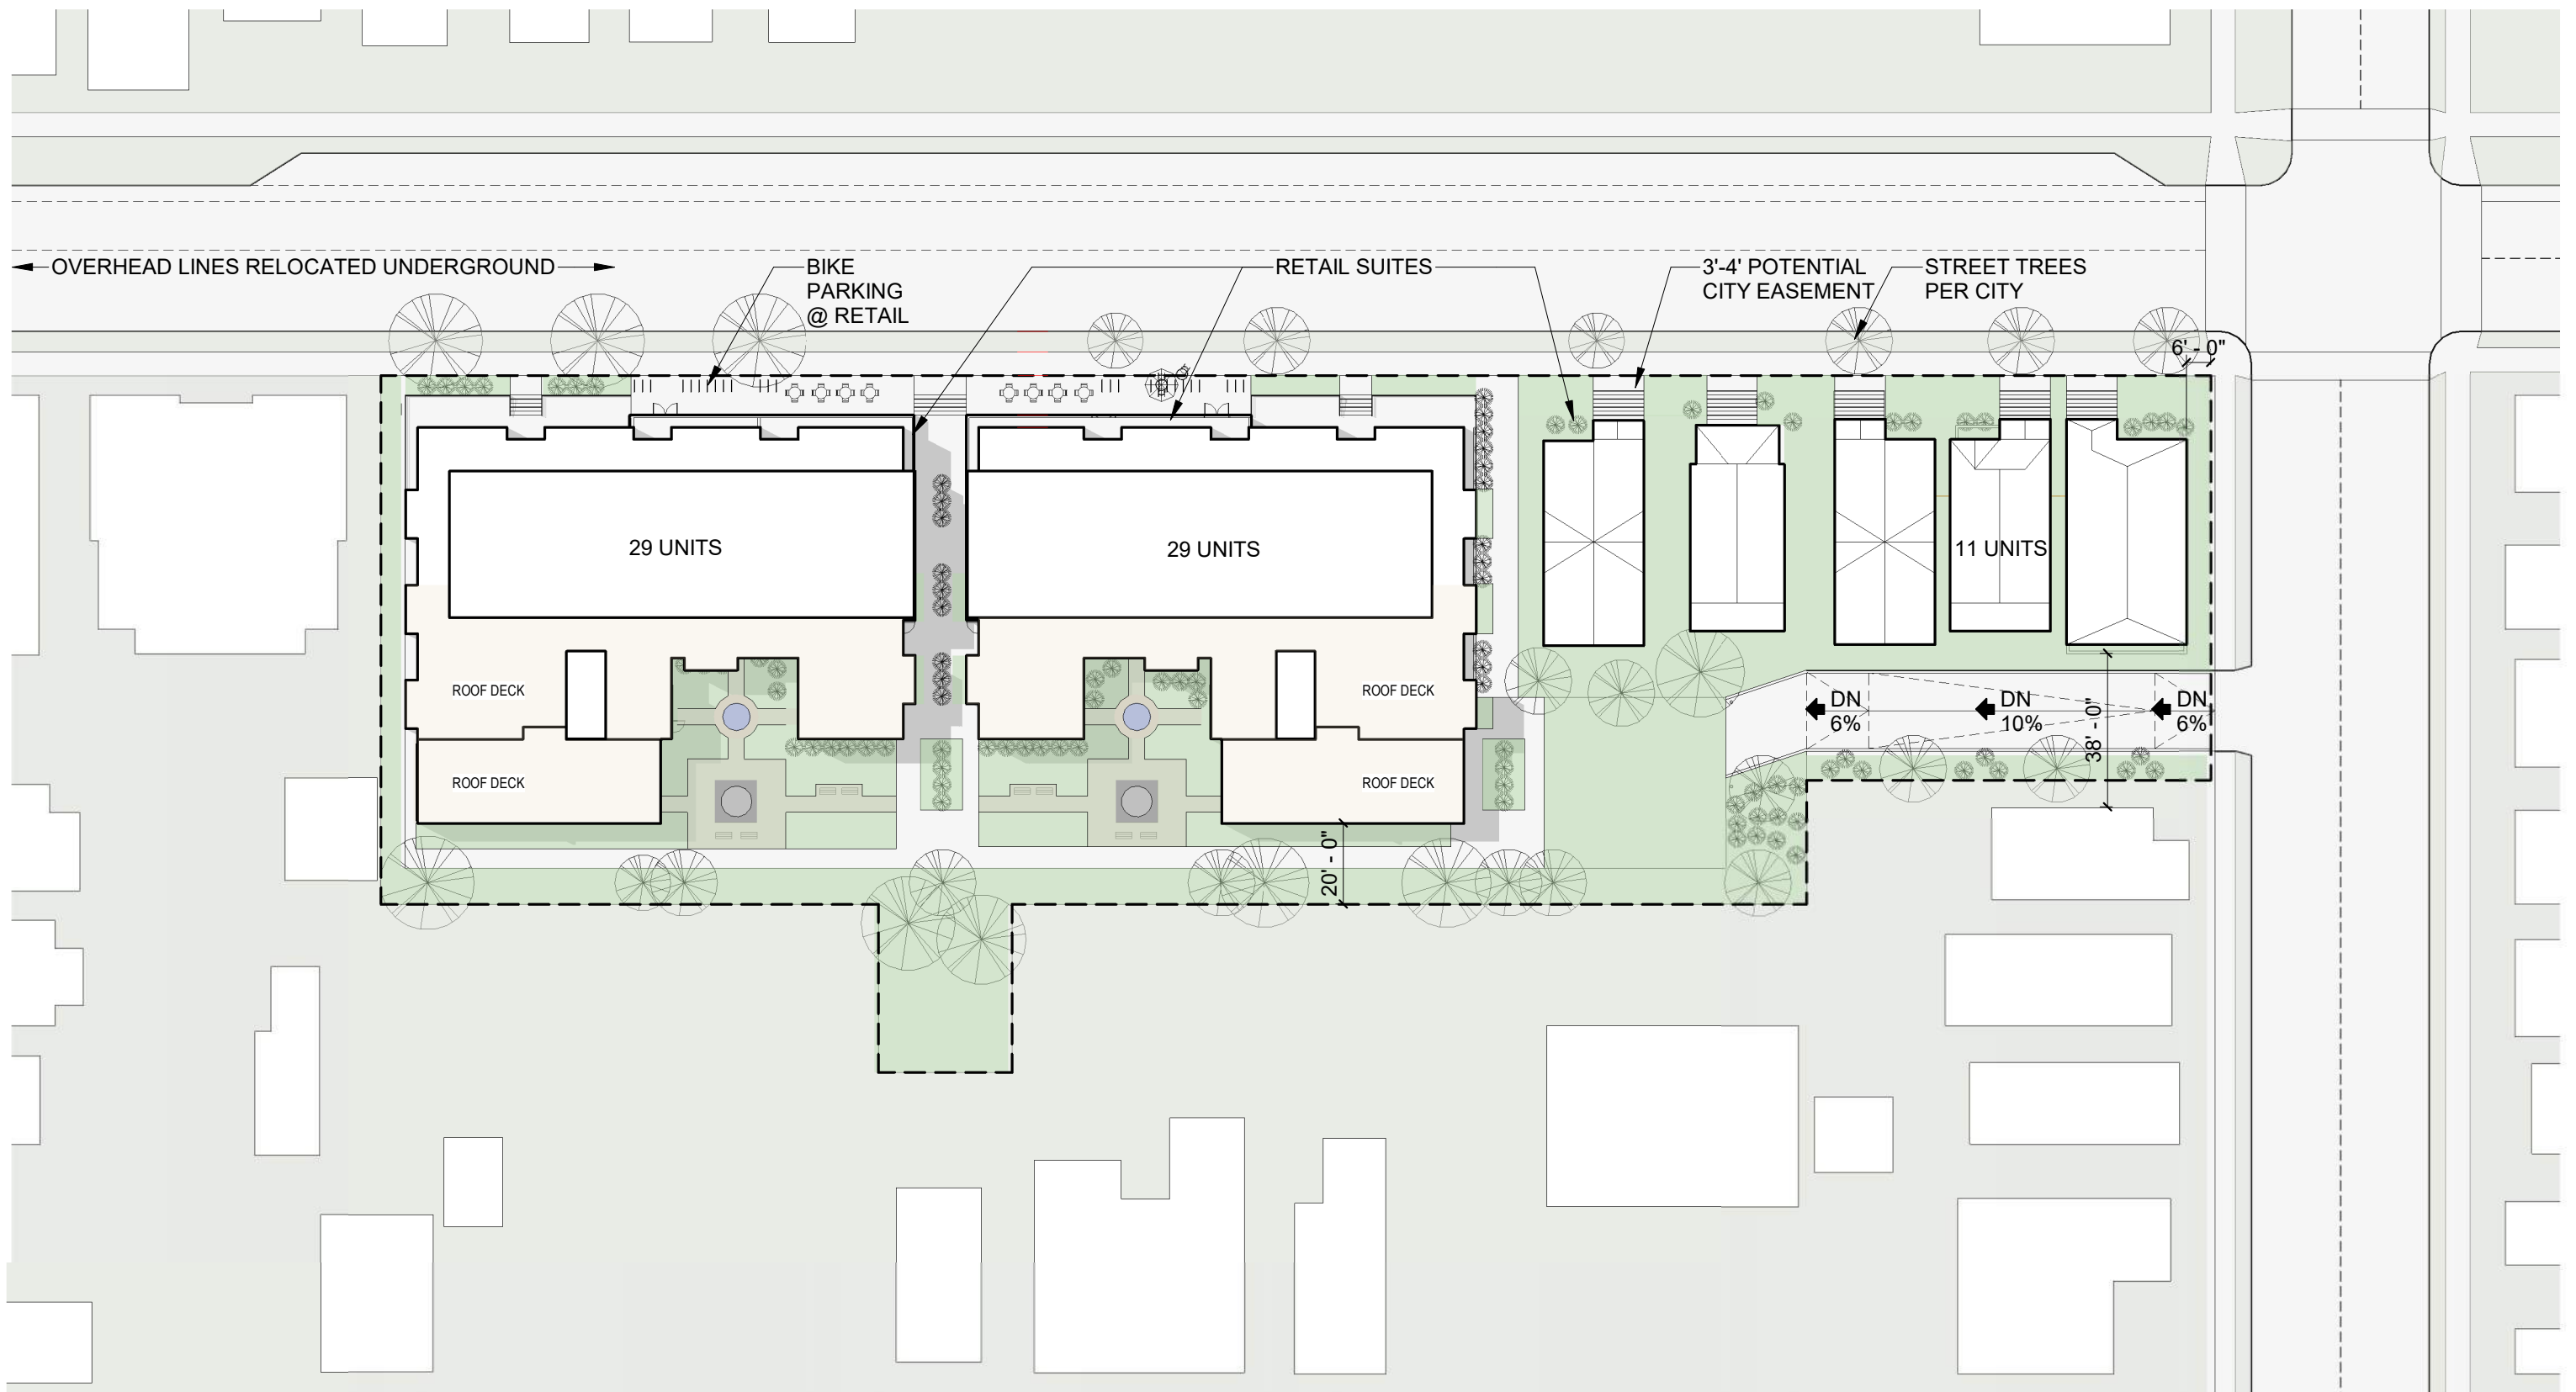 OVERHEAD LINES RELOCATED UNDERGROUND
BIKE
PARKING
@ RETAIL
RETAIL SUITES
3'-4' POTENTIAL
CITY EASEMENT
STREET TREES
PER CITY
6' - 0"
29 UNITS
29 UNITS
11 UNITS
ROOF DECK
ROOF DECK
DN
6%
DN
10%
DN
6%
38' - 0"
ROOF DECK
ROOF DECK
20' - 0"